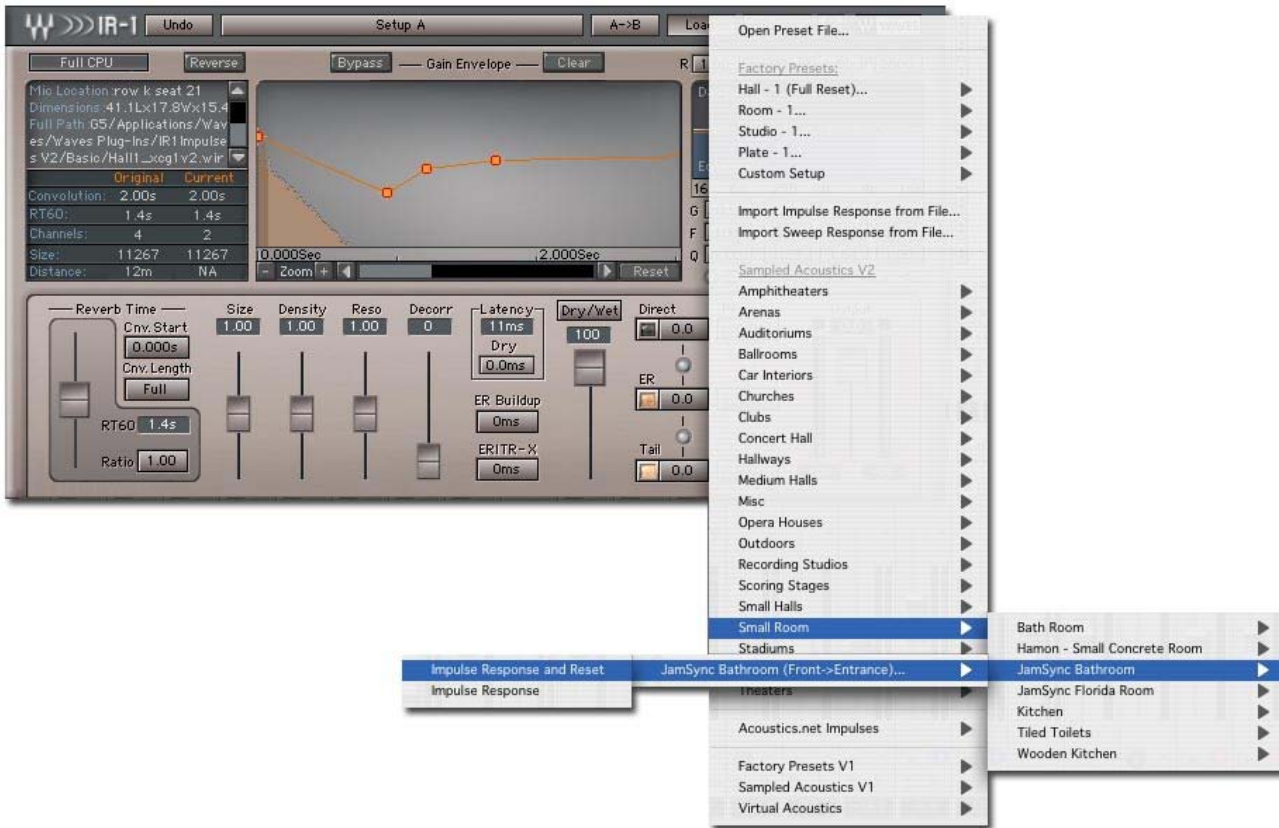 IR-1 Undo Setup A A->B Loa
Full CPU Reverse Bypass Gain Envelope Clear R 1
Mic Location :row k seat 21
Dimensions :41.1Lx17.8Wx15.4
Full Path :G5/Applications/Wav
es/Waves Plug-Ins/IR1Impulse
s V2/Basic/Hall1_xcg1v2.wir
Original Current
Convolution: 2.00s 2.00s
RT60: 1.4s 1.4s
Channels: 4 2
Size: 11267 11267
Distance: 12m NA
0.000Sec 2.000Sec
- Zoom + Reset
D
E
16
G
F
Q
Reverb Time
Cnv. Start
0.000s
Cnv. Length
Full
RT60 1.4s
Ratio 1.00
Size
1.00
Density
1.00
Reso
1.00
Decorr
0
Latency
11ms
Dry
0.0ms
ER Buildup
0ms
ERITR-X
0ms
Dry/Wet
100
Direct
0.0
ER
0.0
Tail
0.0
Open Preset File...
Factory Presets:
Hall - 1 (Full Reset)...
Room - 1...
Studio - 1...
Plate - 1...
Custom Setup
Import Impulse Response from File...
Import Sweep Response from File...
Sampled Acoustics V2
Amphitheaters
Arenas
Auditoriums
Ballrooms
Car Interiors
Churches
Clubs
Concert Hall
Hallways
Medium Halls
Misc
Opera Houses
Outdoors
Recording Studios
Scoring Stages
Small Halls
Small Room
Stadiums
Theaters
Acoustics.net Impulses
Factory Presets V1
Sampled Acoustics V1
Virtual Acoustics
Bath Room
Hamon - Small Concrete Room
JamSync Bathroom
JamSync Florida Room
Kitchen
Tiled Toilets
Wooden Kitchen
JamSync Bathroom (Front->Entrance)...
Impulse Response and Reset
Impulse Response